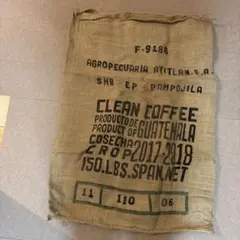 F-9188
AGROPECUARIA ATITLAN.S.A.
SHB EP PAMPOJILA
CLEAN COFFEE
PRODUCTO DE
PRODUCT OF
GUATEMALA
COSECHA
CROP
2017-2018
150.LBS.SPAN.NET
11 110 06